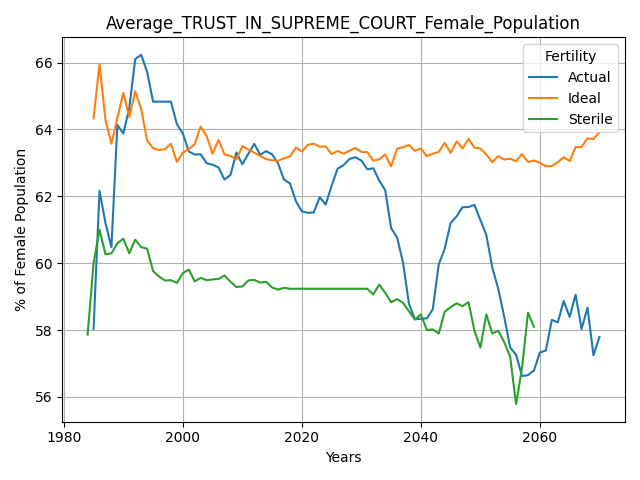 Average_TRUST_IN_SUPREME_COURT_Female_Population
Fertility
Actual
Ideal
Sterile
% of Female Population
66
64
62
60
58
56
1980
2000
2020
2040
2060
Years